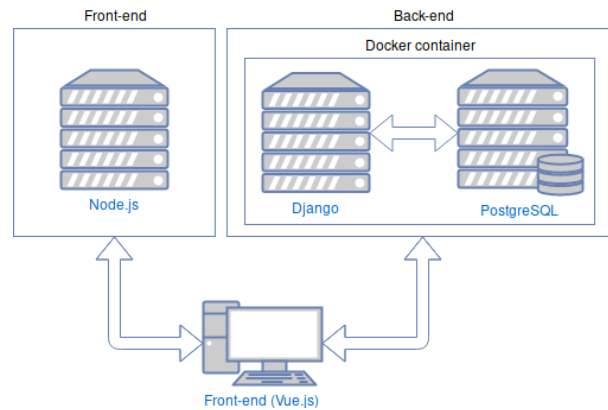 Front-end
Back-end
Docker container
Node.js
Django
PostgreSQL
Front-end (Vue.js)